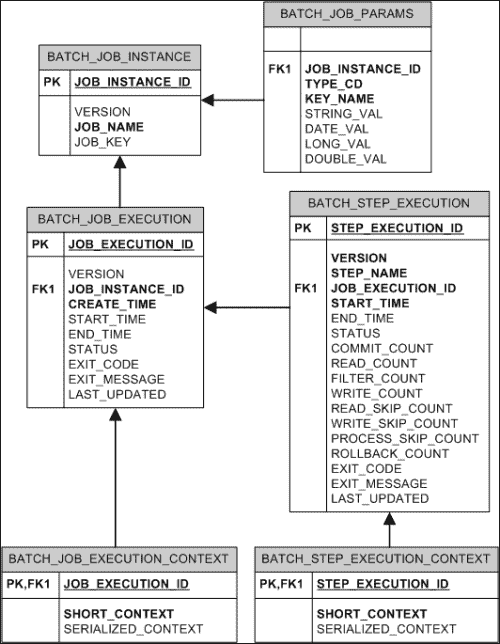 BATCH_JOB_INSTANCE
PK JOB_INSTANCE_ID
VERSION
JOB_NAME
JOB_KEY
BATCH_JOB_PARAMS
FK1 JOB_INSTANCE_ID
TYPE_CD
KEY_NAME
STRING_VAL
DATE_VAL
LONG_VAL
DOUBLE_VAL
BATCH_JOB_EXECUTION
PK JOB_EXECUTION_ID
VERSION
FK1 JOB_INSTANCE_ID
CREATE_TIME
START_TIME
END_TIME
STATUS
EXIT_CODE
EXIT_MESSAGE
LAST_UPDATED
BATCH_STEP_EXECUTION
PK STEP_EXECUTION_ID
VERSION
STEP_NAME
FK1 JOB_EXECUTION_ID
START_TIME
END_TIME
STATUS
COMMIT_COUNT
READ_COUNT
FILTER_COUNT
WRITE_COUNT
READ_SKIP_COUNT
WRITE_SKIP_COUNT
PROCESS_SKIP_COUNT
ROLLBACK_COUNT
EXIT_CODE
EXIT_MESSAGE
LAST_UPDATED
BATCH_JOB_EXECUTION_CONTEXT
PK,FK1 JOB_EXECUTION_ID
SHORT_CONTEXT
SERIALIZED_CONTEXT
BATCH_STEP_EXECUTION_CONTEXT
PK,FK1 STEP_EXECUTION_ID
SHORT_CONTEXT
SERIALIZED_CONTEXT